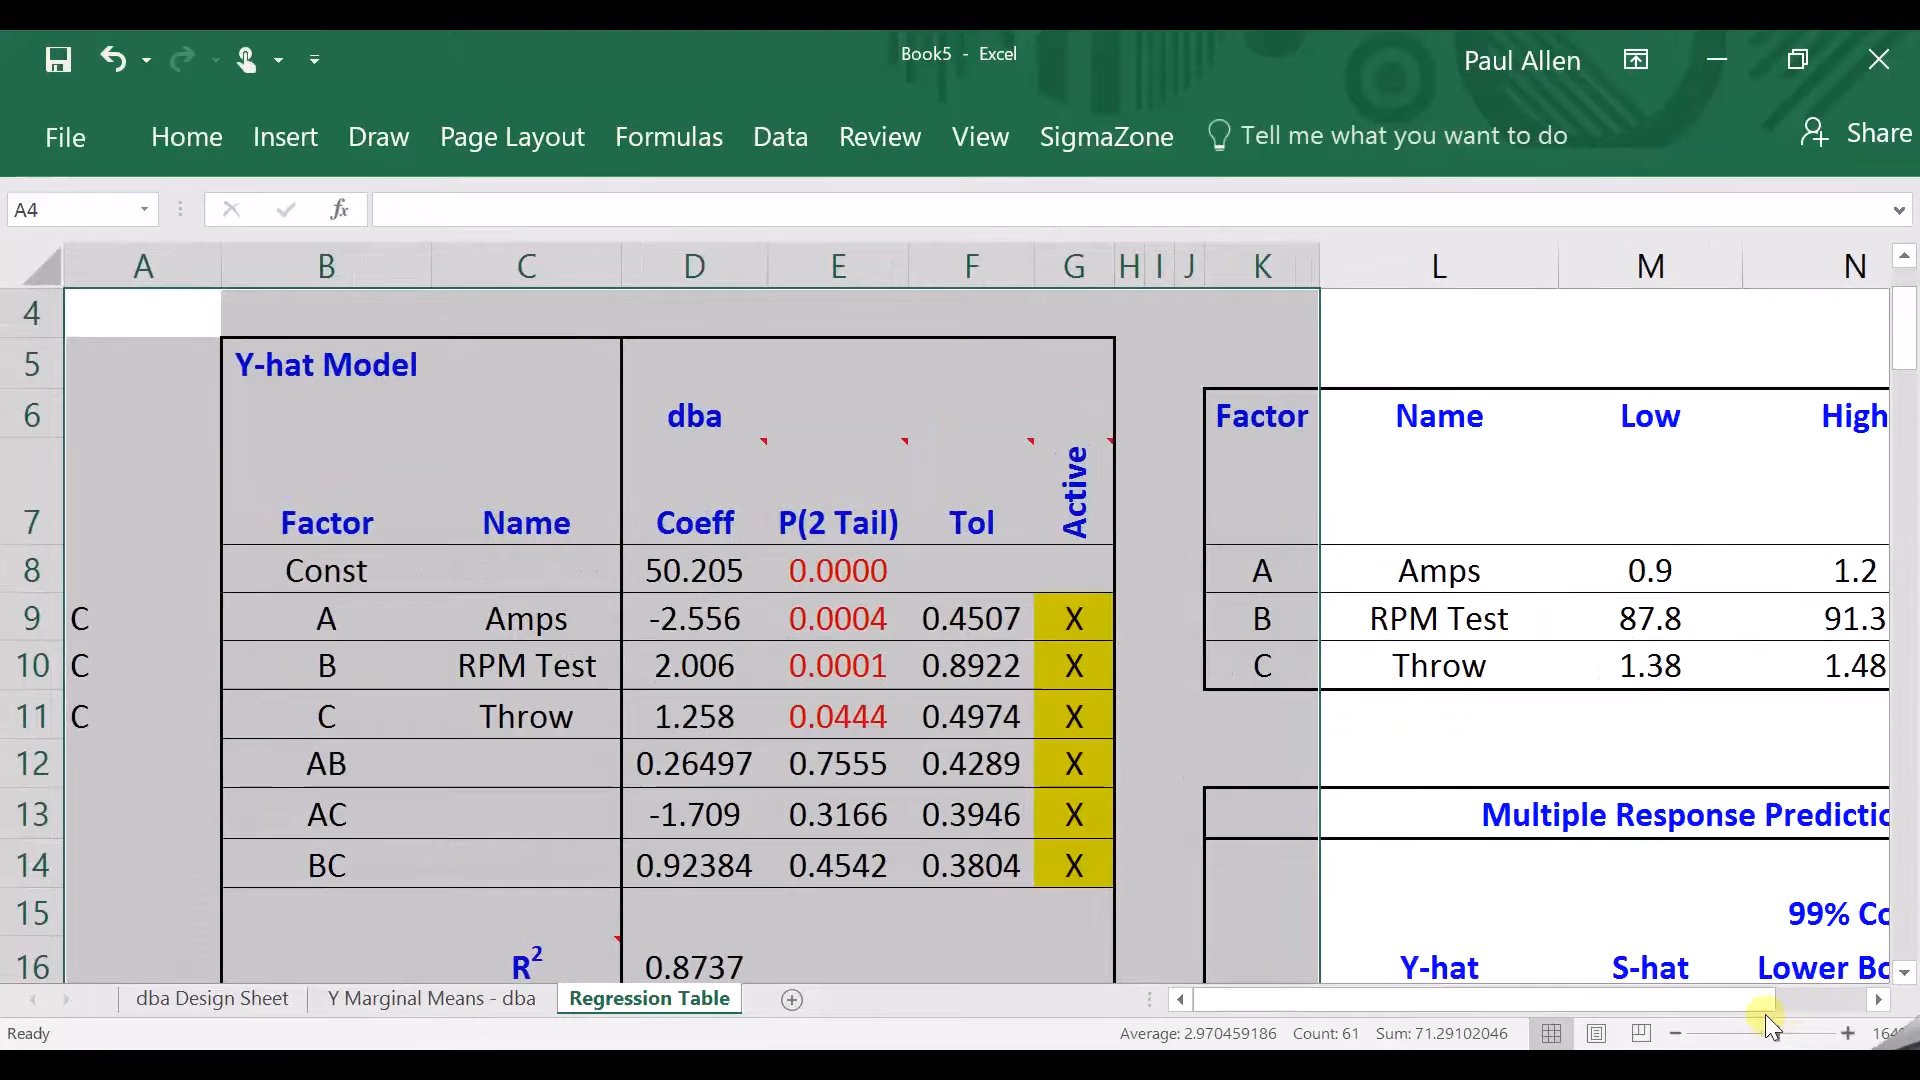 Book5 - Excel
Paul Allen
File Home Insert Draw Page Layout Formulas Data Review View SigmaZone Tell me what you want to do Share
A4 fx
A B C D E F G H I J K L M N
4
5 Y-hat Model
6 dba Factor Name Low High
7 Factor Name Coeff P(2 Tail) Tol Active
8 Const 50.205 0.0000 A Amps 0.9 1.2
9 C A Amps -2.556 0.0004 0.4507 X B RPM Test 87.8 91.3
10 C B RPM Test 2.006 0.0001 0.8922 X C Throw 1.38 1.48
11 C C Throw 1.258 0.0444 0.4974 X
12 AB 0.26497 0.7555 0.4289 X
13 AC -1.709 0.3166 0.3946 X Multiple Response Predictio
14 BC 0.92384 0.4542 0.3804 X
15 99% Co
16 R2 0.8737 Y-hat S-hat Lower Bo
dba Design Sheet Y Marginal Means - dba Regression Table
Ready Average: 2.970459186 Count: 61 Sum: 71.29102046 164